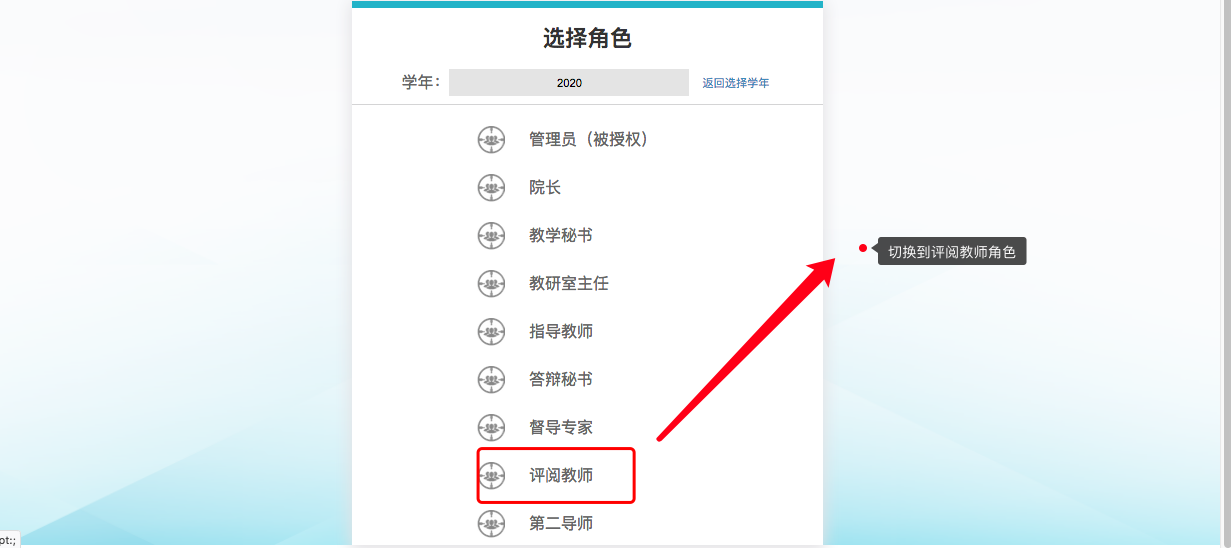 选择角色
学年： 2020 返回选择学年
管理员（被授权）
院长
教学秘书
教研室主任
指导教师
答辩秘书
督导专家
评阅教师
第二导师
切换到评阅教师角色
pt:;